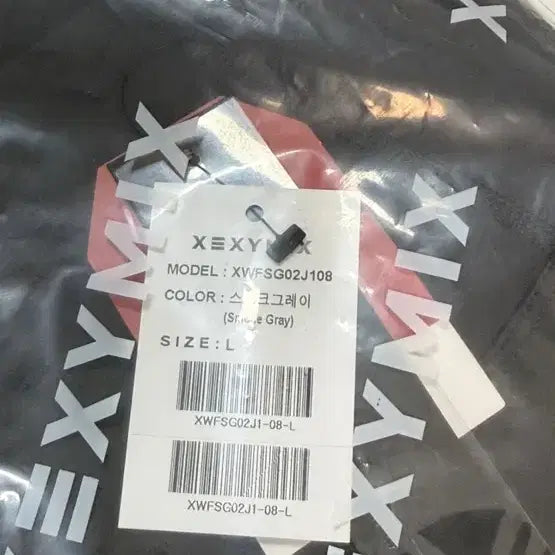 X
XEXYMIX
XEXYMIX
XEXYMIX
MODEL : XWFSG02J108
COLOR : 스모크그레이
(Smoke Gray)
SIZE : L
XWFSG02J1-08-L
XWFSG02J1-08-L